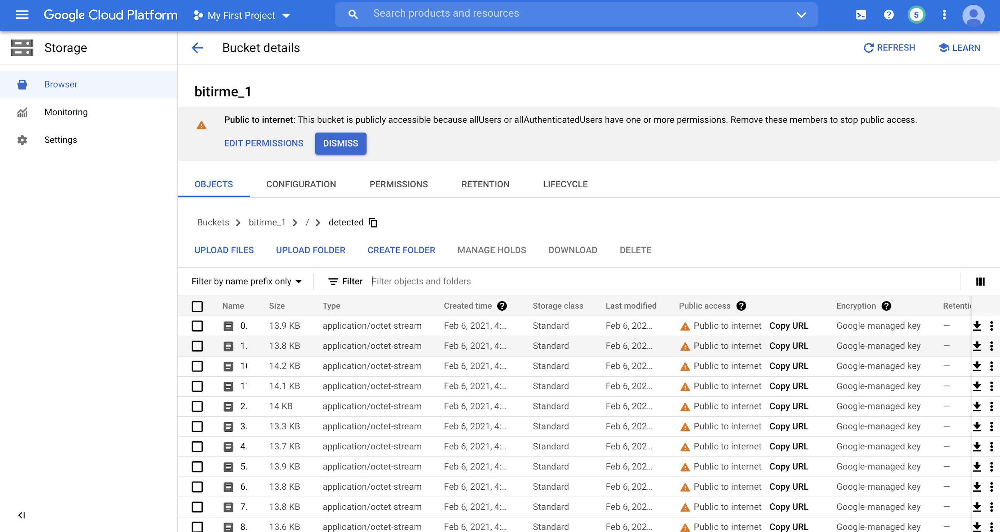 Google Cloud Platform My First Project Search products and resources 5
Storage Bucket details REFRESH LEARN
Browser
Monitoring
Settings
bitirme_1
Public to internet: This bucket is publicly accessible because allUsers or allAuthenticatedUsers have one or more permissions. Remove these members to stop public access.
EDIT PERMISSIONS DISMISS
OBJECTS CONFIGURATION PERMISSIONS RETENTION LIFECYCLE
Buckets bitirme_1 / detected
UPLOAD FILES UPLOAD FOLDER CREATE FOLDER MANAGE HOLDS DOWNLOAD DELETE
Filter by name prefix only Filter Filter objects and folders
Name Size Type Created time Storage class Last modified Public access Encryption
0. 13.9 KB application/octet-stream Feb 6, 2021, 4:... Standard Feb 6, 202... Public to internet Copy URL Google-managed key —
1. 13.8 KB application/octet-stream Feb 6, 2021, 4:... Standard Feb 6, 202... Public to internet Copy URL Google-managed key —
10 14.2 KB application/octet-stream Feb 6, 2021, 4:... Standard Feb 6, 202... Public to internet Copy URL Google-managed key —
11 14.1 KB application/octet-stream Feb 6, 2021, 4:... Standard Feb 6, 202... Public to internet Copy URL Google-managed key —
2. 14 KB application/octet-stream Feb 6, 2021, 4:... Standard Feb 6, 202... Public to internet Copy URL Google-managed key —
3. 13.3 KB application/octet-stream Feb 6, 2021, 4:... Standard Feb 6, 202... Public to internet Copy URL Google-managed key —
4. 13.7 KB application/octet-stream Feb 6, 2021, 4:... Standard Feb 6, 202... Public to internet Copy URL Google-managed key —
5. 13.9 KB application/octet-stream Feb 6, 2021, 4:... Standard Feb 6, 202... Public to internet Copy URL Google-managed key —
6. 13.8 KB application/octet-stream Feb 6, 2021, 4:... Standard Feb 6, 202... Public to internet Copy URL Google-managed key —
7. 13.8 KB application/octet-stream Feb 6, 2021, 4:... Standard Feb 6, 202... Public to internet Copy URL Google-managed key —
8. 13.6 KB application/octet-stream Feb 6, 2021, 4:... Standard Feb 6, 202... Public to internet Copy URL Google-managed key —